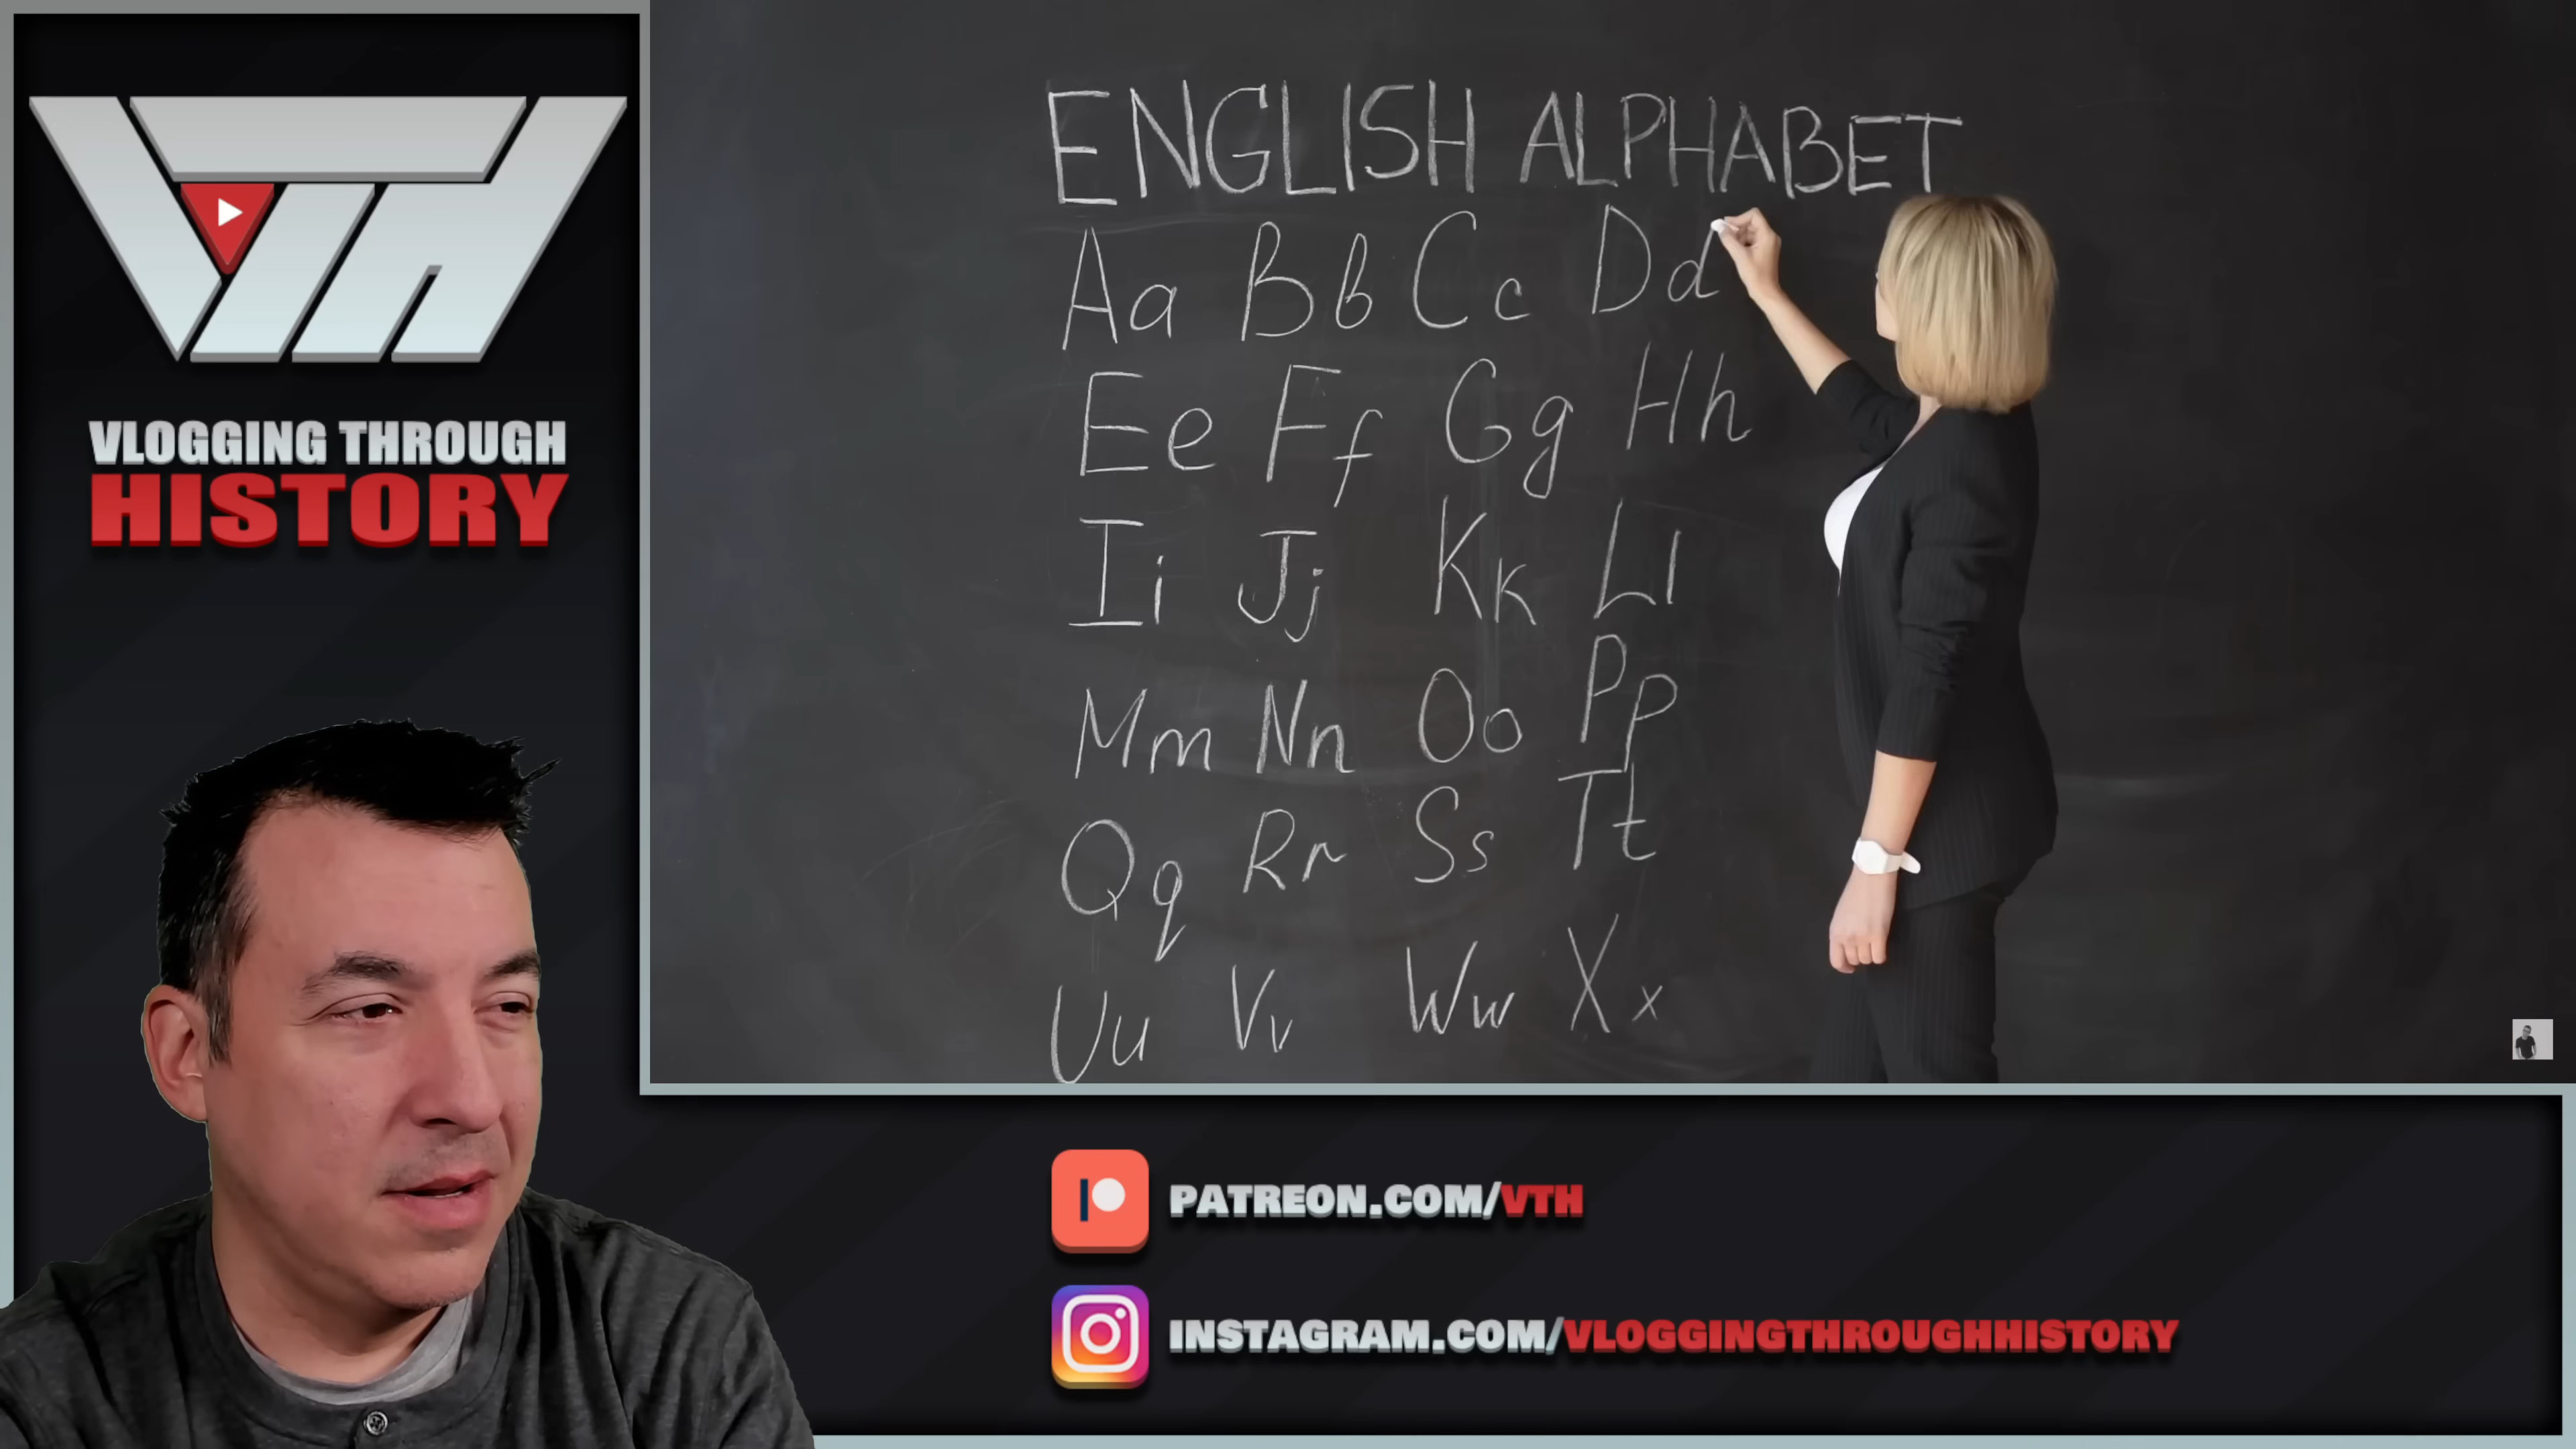 VTH
VLOGGING THROUGH
HISTORY
ENGLISH ALPHABET
Aa Bb Cc Dd
Ee Ff Gg Hh
Ii Jj Kk Ll
Mm Nn Oo Pp
Qq Rr Ss Tt
Uu Vv Ww Xx
PATREON.COM/VTH
INSTAGRAM.COM/VLOGGINGTHROUGHHISTORY